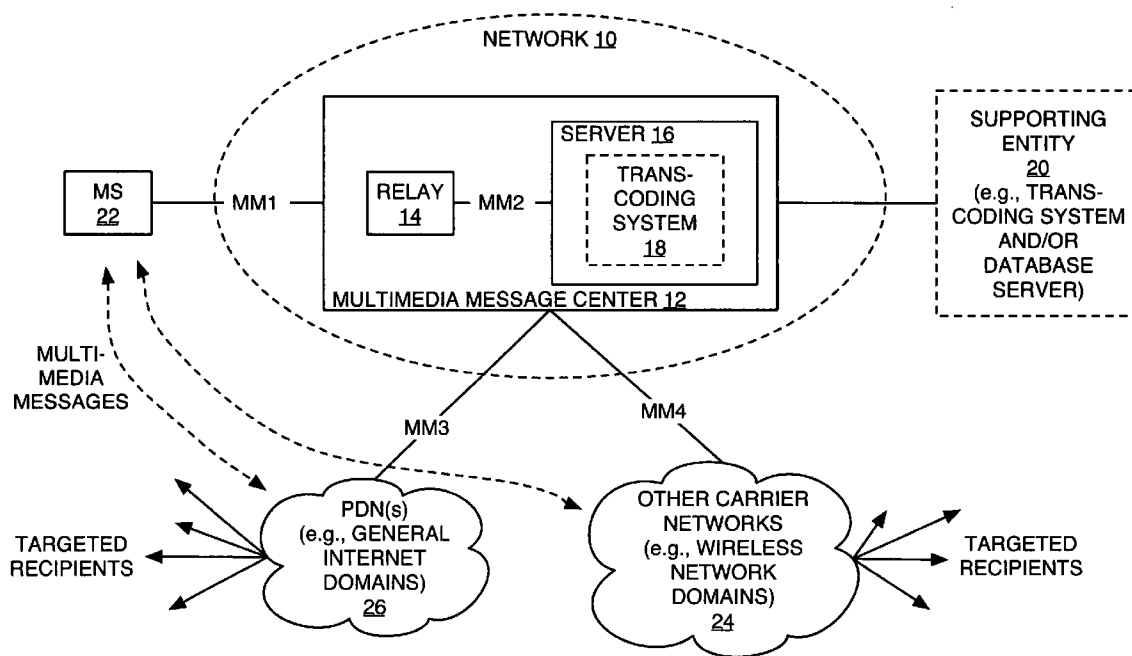 NETWORK 10
SERVER 16
TRANS-
CODING
SYSTEM
18
SUPPORTING
ENTITY
20
(e.g., TRANS-
CODING SYSTEM
AND/OR
DATABASE
SERVER)
MS
22
MM1
RELAY
14
MM2
MULTIMEDIA MESSAGE CENTER 12
MULTI-
MEDIA
MESSAGES
MM3
MM4
TARGETED
RECIPIENTS
PDN(s)
(e.g., GENERAL
INTERNET
DOMAINS)
26
OTHER CARRIER
NETWORKS
(e.g., WIRELESS
NETWORK
DOMAINS)
24
TARGETED
RECIPIENTS